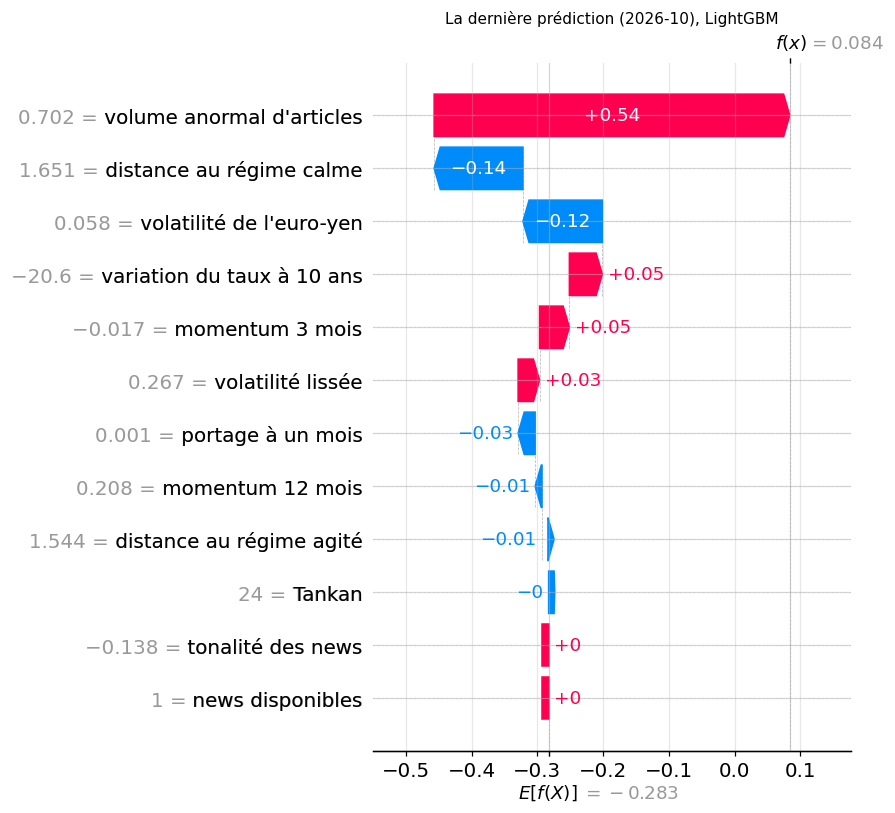 La dernière prédiction (2026-10), LightGBM
f(x) = 0.084
0.702 = volume anormal d'articles +0.54
1.651 = distance au régime calme −0.14
0.058 = volatilité de l'euro-yen −0.12
−20.6 = variation du taux à 10 ans +0.05
−0.017 = momentum 3 mois +0.05
0.267 = volatilité lissée +0.03
0.001 = portage à un mois −0.03
0.208 = momentum 12 mois −0.01
1.544 = distance au régime agité −0.01
24 = Tankan −0
−0.138 = tonalité des news +0
1 = news disponibles +0
−0.5 −0.4 −0.3 −0.2 −0.1 0.0 0.1
E[f(X)] = −0.283